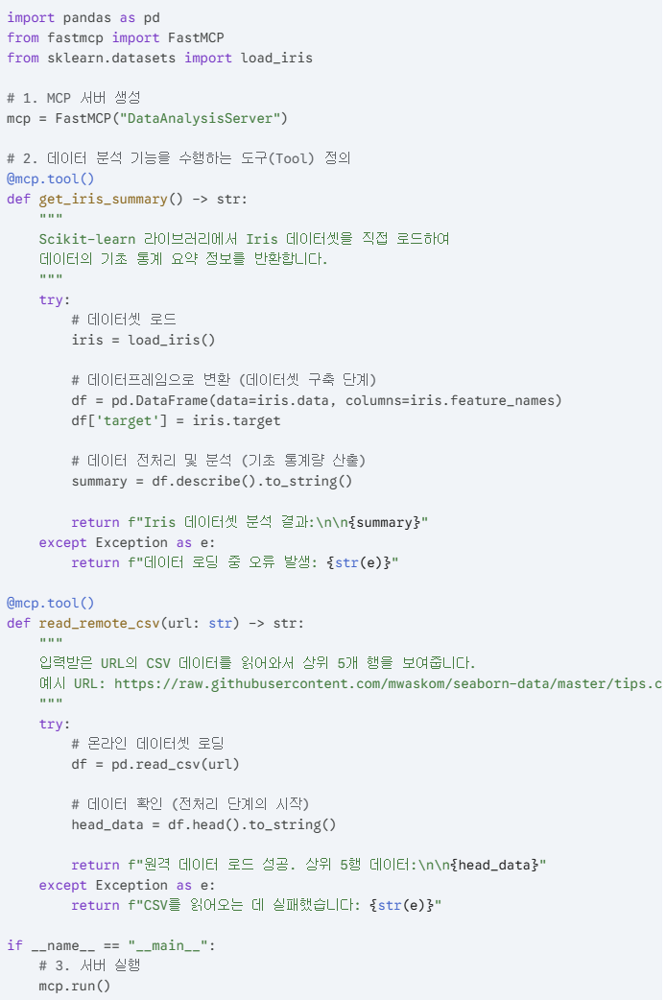 import pandas as pd
from fastmcp import FastMCP
from sklearn.datasets import load_iris
# 1. MCP 서버 생성
mcp = FastMCP("DataAnalysisServer")
# 2. 데이터 분석 기능을 수행하는 도구(Tool) 정의
@mcp.tool()
def get_iris_summary() -> str:
    """
    Scikit-learn 라이브러리에서 Iris 데이터셋을 직접 로드하여
    데이터의 기초 통계 요약 정보를 반환합니다.
    """
    try:
        # 데이터셋 로드
        iris = load_iris()
        # 데이터프레임으로 변환 (데이터셋 구축 단계)
        df = pd.DataFrame(data=iris.data, columns=iris.feature_names)
        df['target'] = iris.target
        # 데이터 전처리 및 분석 (기초 통계량 산출)
        summary = df.describe().to_string()
        return f"Iris 데이터셋 분석 결과:\n\n{summary}"
    except Exception as e:
        return f"데이터 로딩 중 오류 발생: {str(e)}"
@mcp.tool()
def read_remote_csv(url: str) -> str:
    """
    입력받은 URL의 CSV 데이터를 읽어와서 상위 5개 행을 보여줍니다.
    예시 URL: https://raw.githubusercontent.com/mwaskom/seaborn-data/master/tips.c
    """
    try:
        # 온라인 데이터셋 로딩
        df = pd.read_csv(url)
        # 데이터 확인 (전처리 단계의 시작)
        head_data = df.head().to_string()
        return f"원격 데이터 로드 성공. 상위 5행 데이터:\n\n{head_data}"
    except Exception as e:
        return f"CSV를 읽어오는 데 실패했습니다: {str(e)}"
if __name__ == "__main__":
    # 3. 서버 실행
    mcp.run()